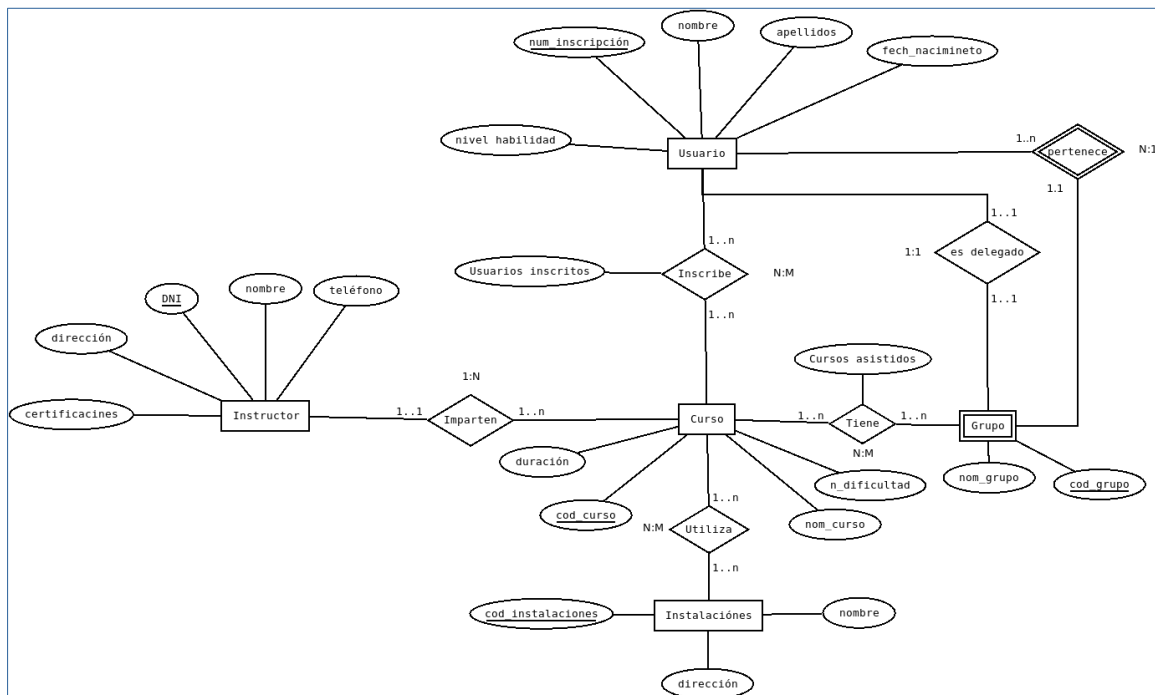 nombre
apellidos
num_inscripción
fech_nacimineto
nivel habilidad
Usuario
1..n
pertenece
N:1
1.1
1..1
1:1
es delegado
1..1
1..n
Usuarios inscritos
Inscribe
N:M
1..n
DNI
nombre
teléfono
dirección
certificacines
Instructor
1..1
1:N
Imparten
1..n
Curso
Cursos asistidos
1..n
Tiene
1..n
N:M
Grupo
nom_grupo
cod_grupo
duración
cod_curso
n_dificultad
nom_curso
1..n
N:M
Utiliza
1..n
cod_instalaciones
Instalaciónes
nombre
dirección